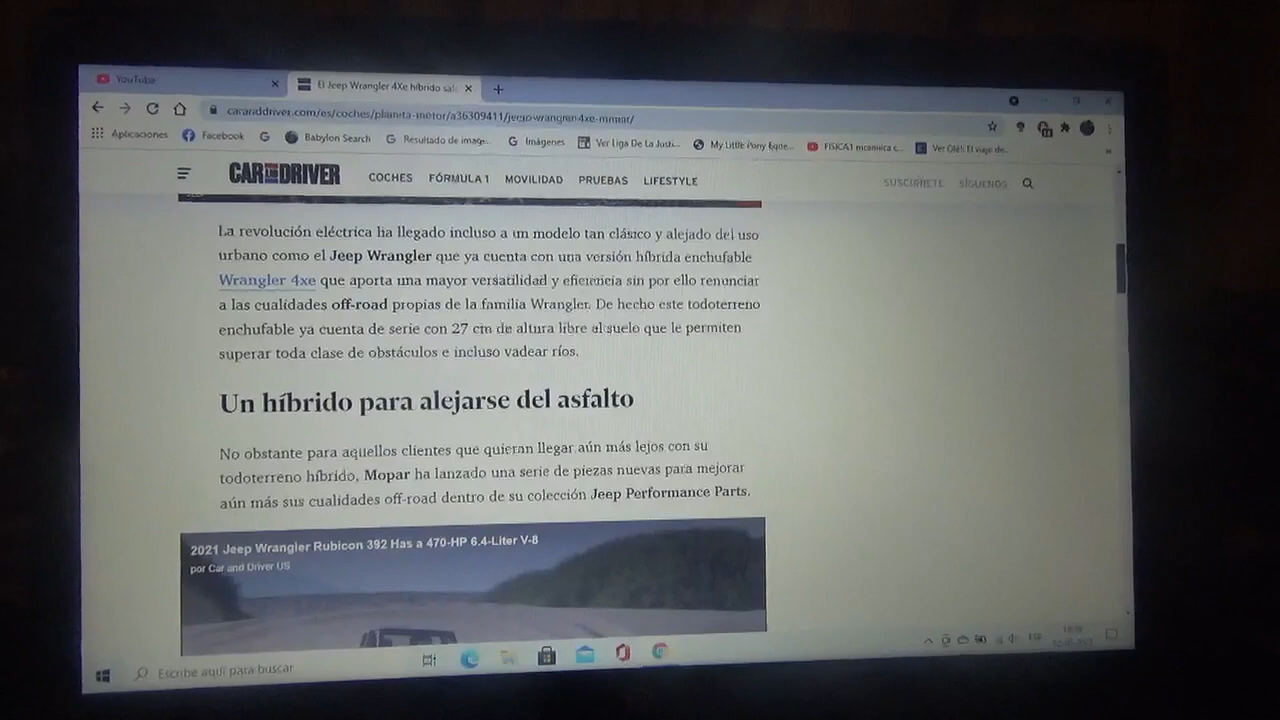 YouTube
El Jeep Wrangler 4Xe híbrido sal
caranddriver.com/es/coches/planeta-motor/a36309411/jeep-wrangler-4xe-mopar/
Aplicaciones
Facebook
Babylon Search
Resultado de imag...
Imágenes
Ver Liga De La Justi...
My Little Pony Eque...
FISICA1 mcanica c...
Ver Olé! El viaje de...
CAR AND DRIVER
COCHES FÓRMULA 1 MOVILIDAD PRUEBAS LIFESTYLE
SUSCRÍBETE SÍGUENOS
La revolución eléctrica ha llegado incluso a un modelo tan clásico y alejado del uso
urbano como el Jeep Wrangler que ya cuenta con una versión híbrida enchufable
Wrangler 4xe que aporta una mayor versatilidad y eficiencia sin por ello renunciar
a las cualidades off-road propias de la familia Wrangler. De hecho este todoterreno
enchufable ya cuenta de serie con 27 cm de altura libre al suelo que le permiten
superar toda clase de obstáculos e incluso vadear ríos.
Un híbrido para alejarse del asfalto
No obstante para aquellos clientes que quieran llegar aún más lejos con su
todoterreno híbrido, Mopar ha lanzado una serie de piezas nuevas para mejorar
aún más sus cualidades off-road dentro de su colección Jeep Performance Parts.
2021 Jeep Wrangler Rubicon 392 Has a 470-HP 6.4-Liter V-8
por Car and Driver US
Escribe aquí para buscar